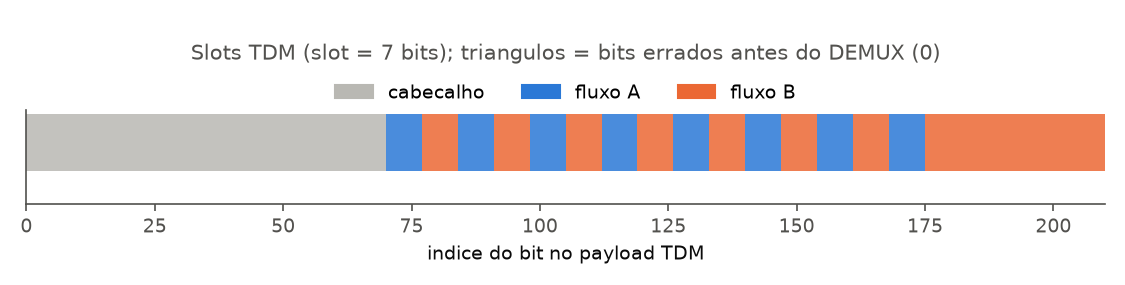 Slots TDM (slot = 7 bits); triangulos = bits errados antes do DEMUX (0)
cabecalho fluxo A fluxo B
0 25 50 75 100 125 150 175 200
indice do bit no payload TDM